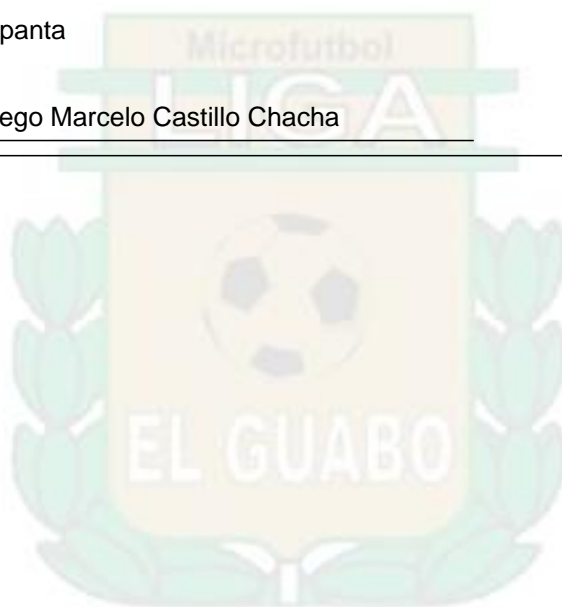 panta
Microfutbol
LIGA
ego Marcelo Castillo Chacha
EL GUABO